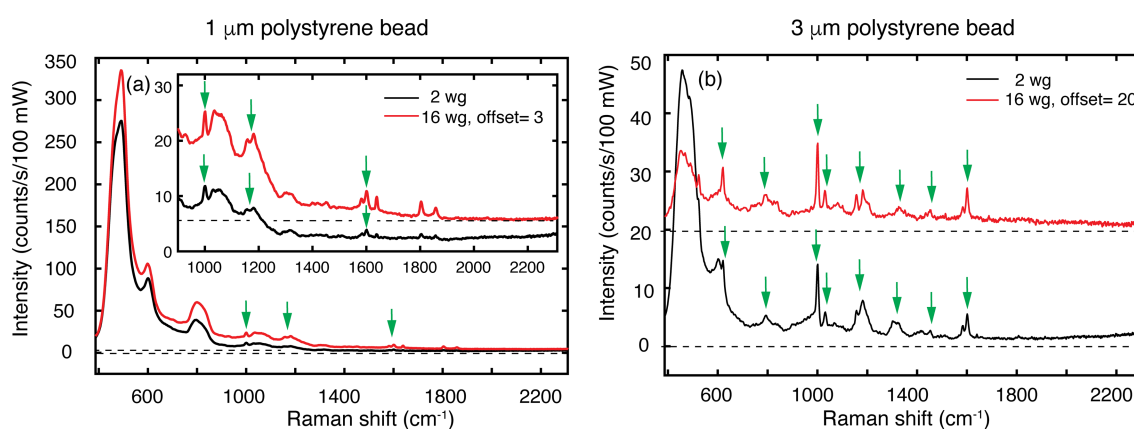 1 μm polystyrene bead
Intensity (counts/s/100 mW)
350
300
250
200
150
100
50
0
(a)
30
20
10
0
2 wg
16 wg, offset= 3
1000 1200 1400 1600 1800 2000 2200
600 1000 1400 1800 2200
Raman shift (cm⁻¹)
3 μm polystyrene bead
Intensity (counts/s/100 mW)
50
40
30
20
10
0
(b)
2 wg
16 wg, offset= 20
600 1000 1400 1800 2200
Raman shift (cm⁻¹)